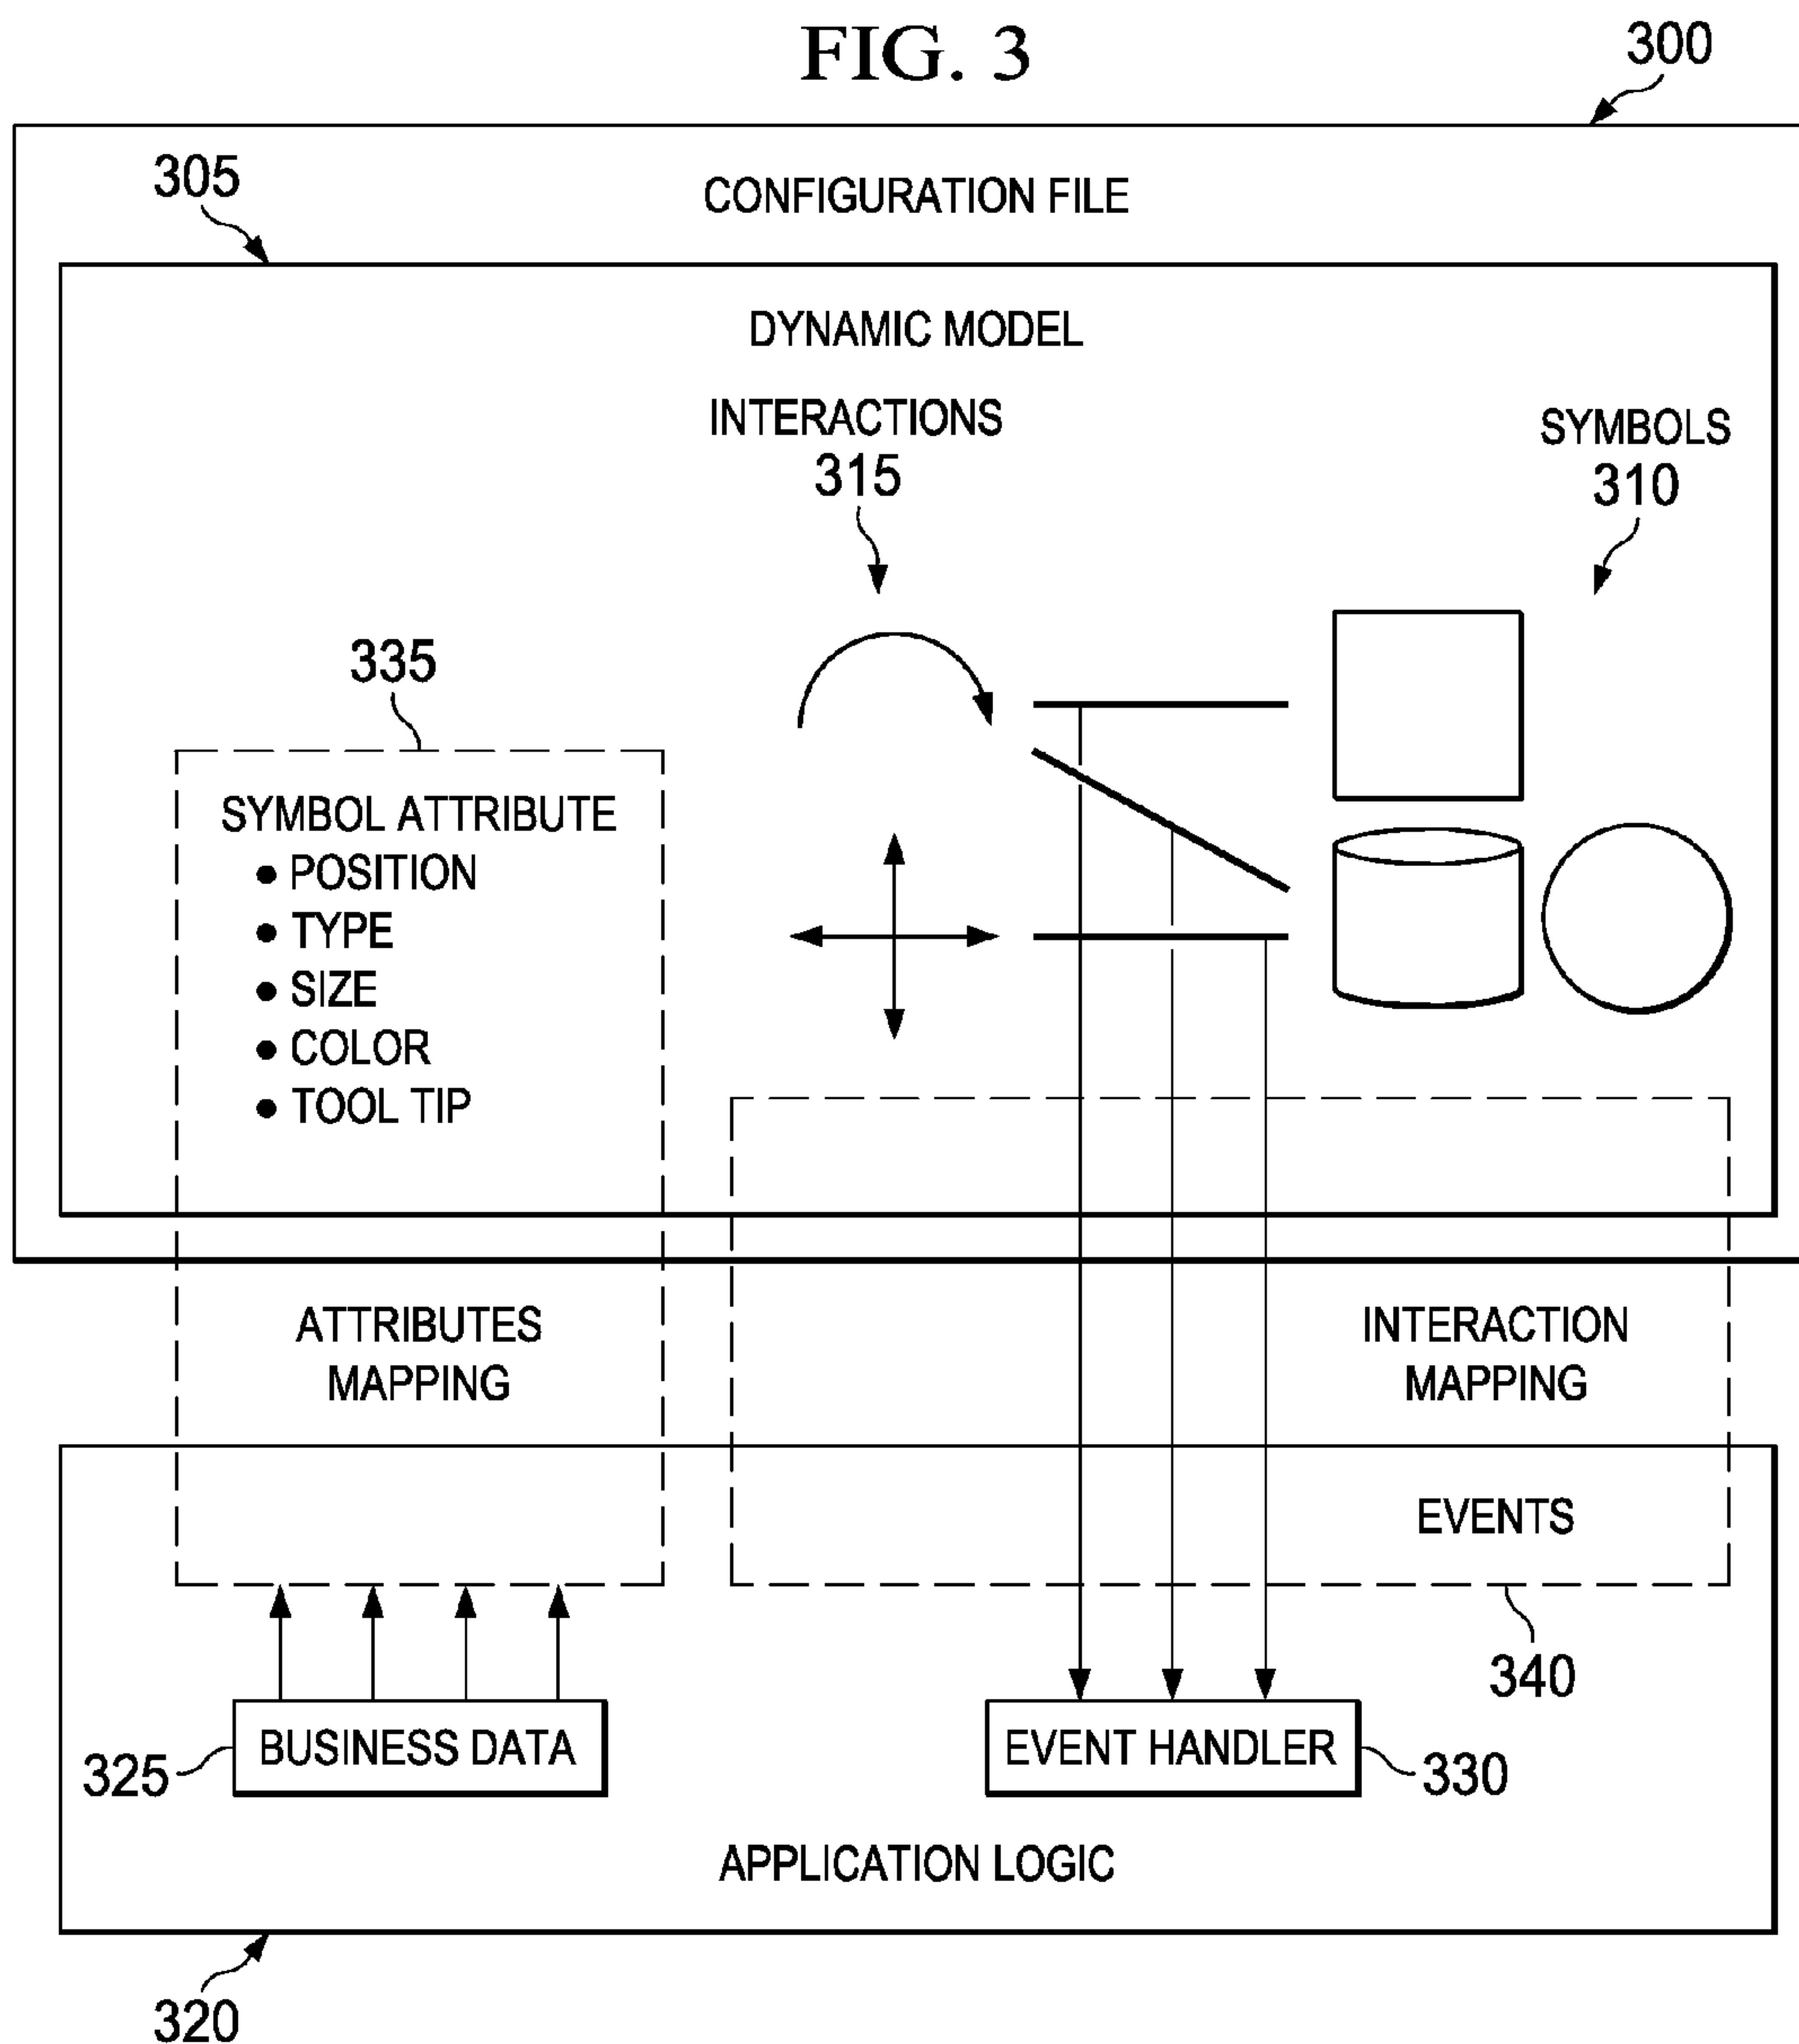 FIG. 3
300
305
CONFIGURATION FILE
DYNAMIC MODEL
INTERACTIONS
315
SYMBOLS
310
335
SYMBOL ATTRIBUTE
• POSITION
• TYPE
• SIZE
• COLOR
• TOOL TIP
ATTRIBUTES
MAPPING
INTERACTION
MAPPING
EVENTS
340
BUSINESS DATA
325
EVENT HANDLER
330
APPLICATION LOGIC
320